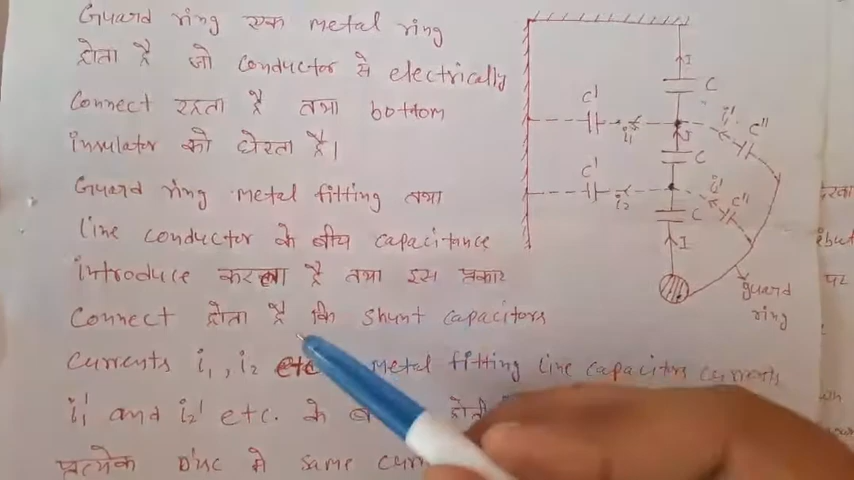 Guard ring एक metal ring
होता है जो conductor से electrically
Connect रहता है तथा bottom
insulator को घेरता है।
Guard ring metal fitting तथा
line conductor के बीच capacitance
introduce करता है तथा इस प्रकार
Connect होता है कि shunt capacitors
Currents i₁, i₂ etc metal fitting line capacitors currents
i₁' and i₂' etc. के
प्रत्येक Disc मे same
I
C
C'
i₁
i₁'
C''
C
C'
i₂
C''
C
I
guard
ring